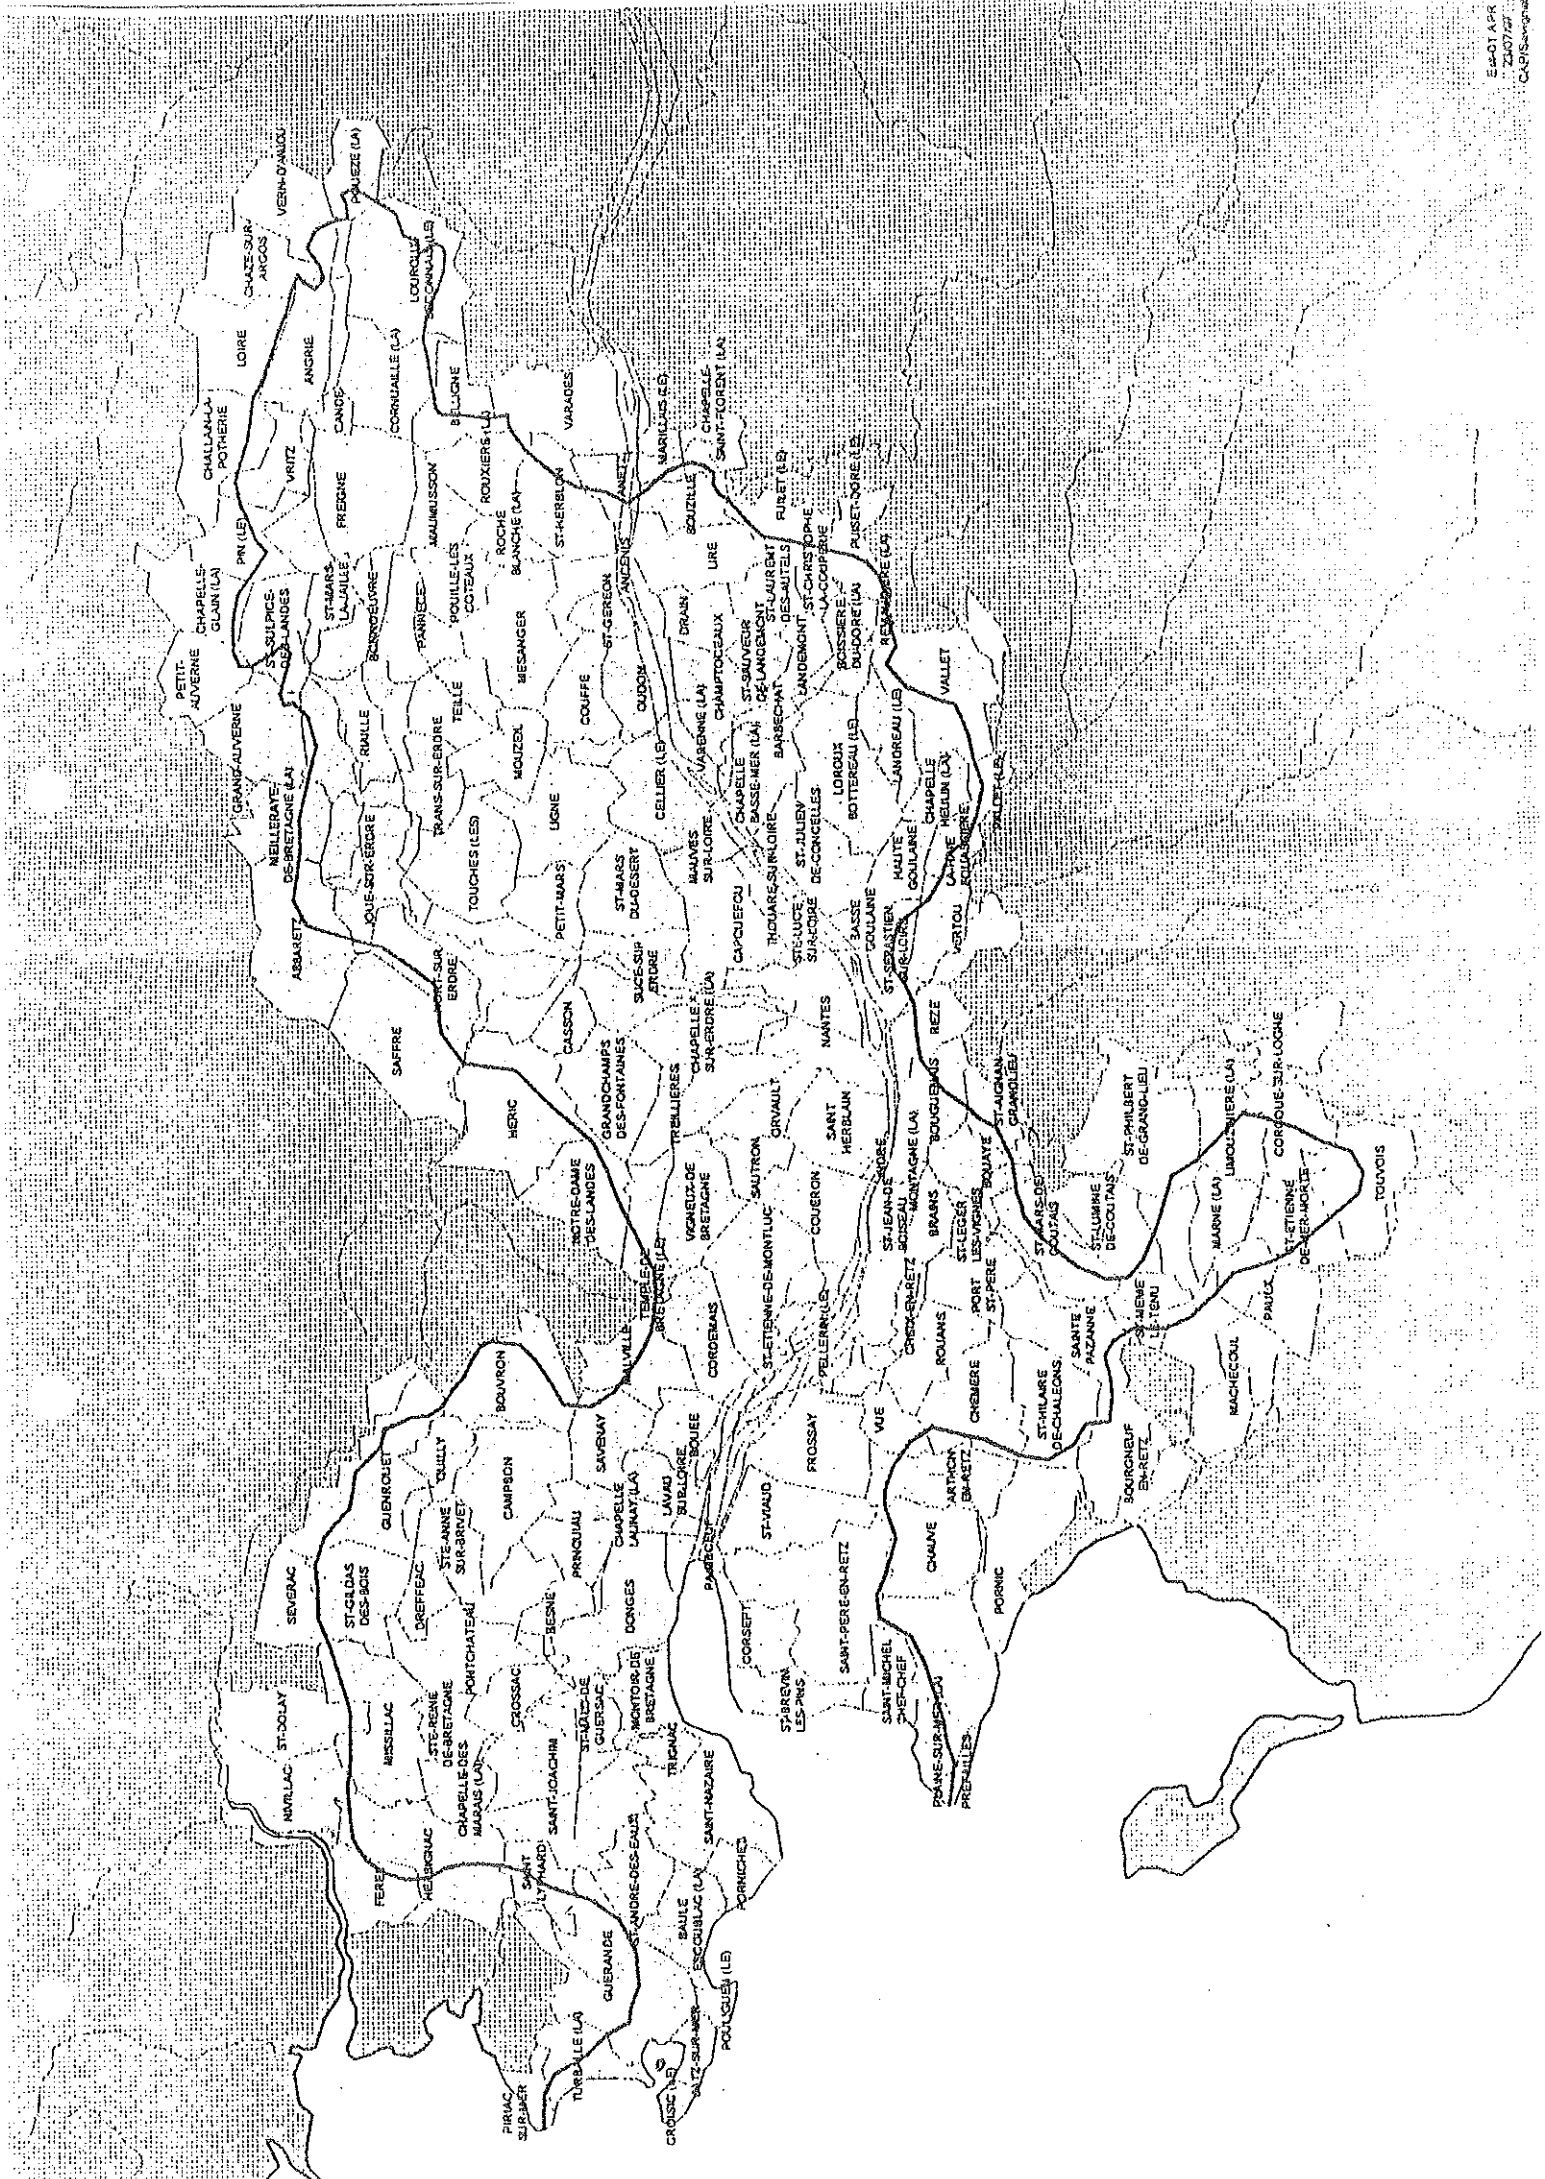 PIRIAC
SUR-MER
TURBALLE (LA)
GUERANDE
CROISIC (LE)
POULIGUEN (LE)
BAULE
ESCOUBLAC (LA)
PORNICHET
ST-ANDRE-DES-EAUX
SAINT-NAZAIRE
SAINT
LYPHARD
HERBIGNAC
FEREL
NIVILLAC
ST-DOLAY
MISSILLAC
STE-REINE
DE-BRETAGNE
CHAPELLE-DES
MARAIS (LA)
SAINT-JOACHIM
TRIGNAC
MONTOIR-DE
BRETAGNE
ST-MALO-DE
GUERSAC
CROSSAC
PONTCHATEAU
BESNE
DONGES
SEVERAC
ST-GILDAS
DES-BOIS
DREFFEAC
STE-ANNE
SUR-BRIVET
GUENROUET
QUILLY
CAMPBON
PRINQUIAU
CHAPELLE
LAUNAY (LA)
SAVENAY
LAVAU
SUR-LOIRE
BOUEE
BOUVRON
MALVILLE
CORDEMAIS
TEMPLE-DE
BRETAGNE (LE)
NOTRE-DAME
DES-LANDES
VIGNEUX-DE
BRETAGNE
ST-ETIENNE-DE-MONTLUC
COUERON
SAUTRON
ORVAULT
SAINT
HERBLAIN
TREILLIERES
GRANDCHAMPS
DES-FONTAINES
HERIC
SAFFRE
CASSON
CHAPELLE
SUR-ERDRE (LA)
NANTES
SUCE-SUR
ERDRE
NORT-SUR
ERDRE
ABBARETZ
JOUE-SUR-ERDRE
TOUCHES (LES)
PETIT-MARS
ST-MARS
DU-DESERT
CARQUEFOU
MAUVES
SUR-LOIRE
THOUARE-SUR-LOIRE
STE-LUCE
SUR-LOIRE
BASSE
GOULAINE
ST-SEBASTIEN
SUR-LOIRE
VERTOU
REZE
MEILLERAYE
DE-BRETAGNE (LA)
GRAND-AUVERNE
PETIT-
AUVERNE
RIAILLE
TRANS-SUR-ERDRE
TEILLE
MOUZEIL
LIGNE
CELLIER (LE)
COUFFE
OUDON
MESANGER
CHAPELLE-
GLAIN (LA)
ST-SULPICE-
DES-LANDES
PIN (LE)
ST-MARS-
LA-JAILLE
BONNOEUVRE
PANNECE
POUILLE-LES
COTEAUX
ROCHE
BLANCHE (LA)
ST-GEREON
ANCENIS
ST-HERBLON
ANETZ
MAUMUSSON
ROUXIERE (LA)
VARADES
BELLIGNE
FREIGNE
VRITZ
CHALLAIN-LA-
POTHERIE
LOIRE
ANGRIE
CANDE
CORNUAILLE (LA)
CHAZE-SUR-
ARGOS
VERN-D'ANJOU
POUEZE (LA)
LOUROUX
BECONNAIS (LE)
MARILLAIS (LE)
CHAPELLE-
SAINT-FLORENT (LA)
BOUZILLE
LIRE
DRAIN
CHAMPTOCEAUX
VARENNE (LA)
ST-SAUVEUR
DE-LANDEMONT
ST-LAURENT
DES-AUTELS
FUILET (LE)
LANDEMONT
ST-CHRISTOPHE
LA-COUPERIE
PUISET-DORE (LE)
BOISSIERE
DU-DORE (LA)
REMAUDIERE (LA)
CHAPELLE
BASSE-MER (LA)
BARBECHAT
ST-JULIEN
DE-CONCELLES
LOROUX
BOTTEREAU (LE)
LANDREAU (LE)
VALLET
CHAPELLE
HEULIN (LA)
HAUTE
GOULAINE
PALLET (LE)
PAIMBOEUF
CORSEPT
ST-BREVIN
LES-PINS
ST-VIAUD
FROSSAY
SAINT-PERE-EN-RETZ
SAINT-MICHEL
CHEF-CHEF
PLAINE-SUR-MER (LA)
PREFAILLES
PORNIC
CHAUVE
ARTHON
EN-RETZ
VUE
PELLERIN (LE)
ROUANS
CHEIX-EN-RETZ
CHEMERE
ST-HILAIRE
DE-CHALEONS
PORT
ST-PERE
SAINTE
PAZANNE
ST-JEAN-DE
BOISEAU
INDRE
MONTAGNE (LA)
BRAINS
ST-LEGER
LES-VIGNES
BOUAYE
BOUGUENAIS
ST-AIGNAN
GRANDLIEU
ST-MARS-DE
COUTAIS
ST-LUMINE
DE-COUTAIS
ST-PHILBERT
DE-GRAND-LIEU
ST-MEME
LE-TENU
BOURGNEUF
EN-RETZ
MACHECOUL
PAULX
MARNE (LA)
LIMOUZINIERE (LA)
ST-ETIENNE
DE-MER-MORTE
CORCOUE-SUR-LOGNE
TOUVOIS